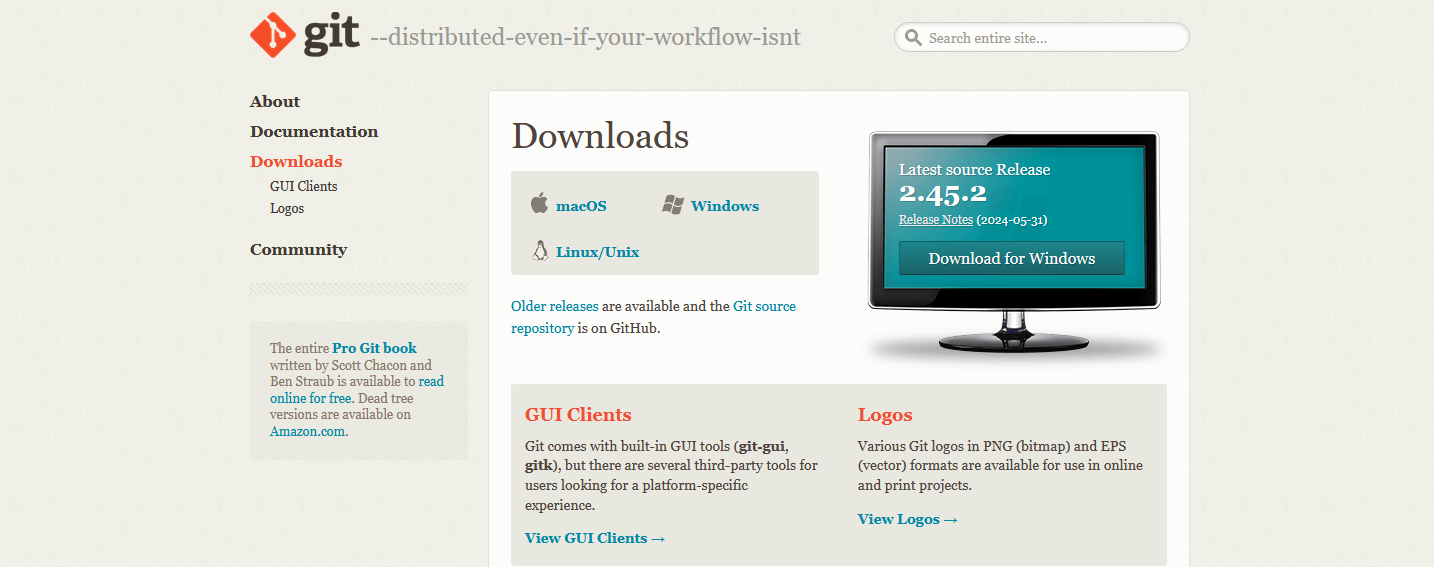 git --distributed-even-if-your-workflow-isnt
Search entire site...
About
Documentation
Downloads
GUI Clients
Logos
Community
The entire Pro Git book
written by Scott Chacon and
Ben Straub is available to read
online for free. Dead tree
versions are available on
Amazon.com.
Downloads
macOS
Windows
Linux/Unix
Older releases are available and the Git source
repository is on GitHub.
Latest source Release
2.45.2
Release Notes (2024-05-31)
Download for Windows
GUI Clients
Git comes with built-in GUI tools (git-gui,
gitk), but there are several third-party tools for
users looking for a platform-specific
experience.
View GUI Clients →
Logos
Various Git logos in PNG (bitmap) and EPS
(vector) formats are available for use in online
and print projects.
View Logos →